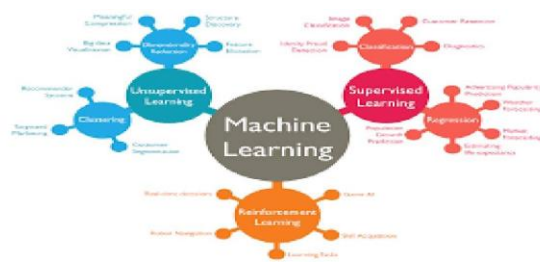 Meaningful
Compression
Structure
Discovery
Big data
Visualisation
Dimensionality
Reduction
Feature
Elicitation
Unsupervised
Learning
Recommender
Systems
Clustering
Targeted
Marketing
Customer
Segmentation
Machine
Learning
Image
Classification
Customer Retention
Identity Fraud
Detection
Classification
Diagnostics
Supervised
Learning
Advertising Popularity
Prediction
Weather
Forecasting
Regression
Population
Growth
Prediction
Market
Forecasting
Estimating
life expectancy
Real-time decisions
Game AI
Reinforcement
Learning
Robot Navigation
Skill Acquisition
Learning Tasks